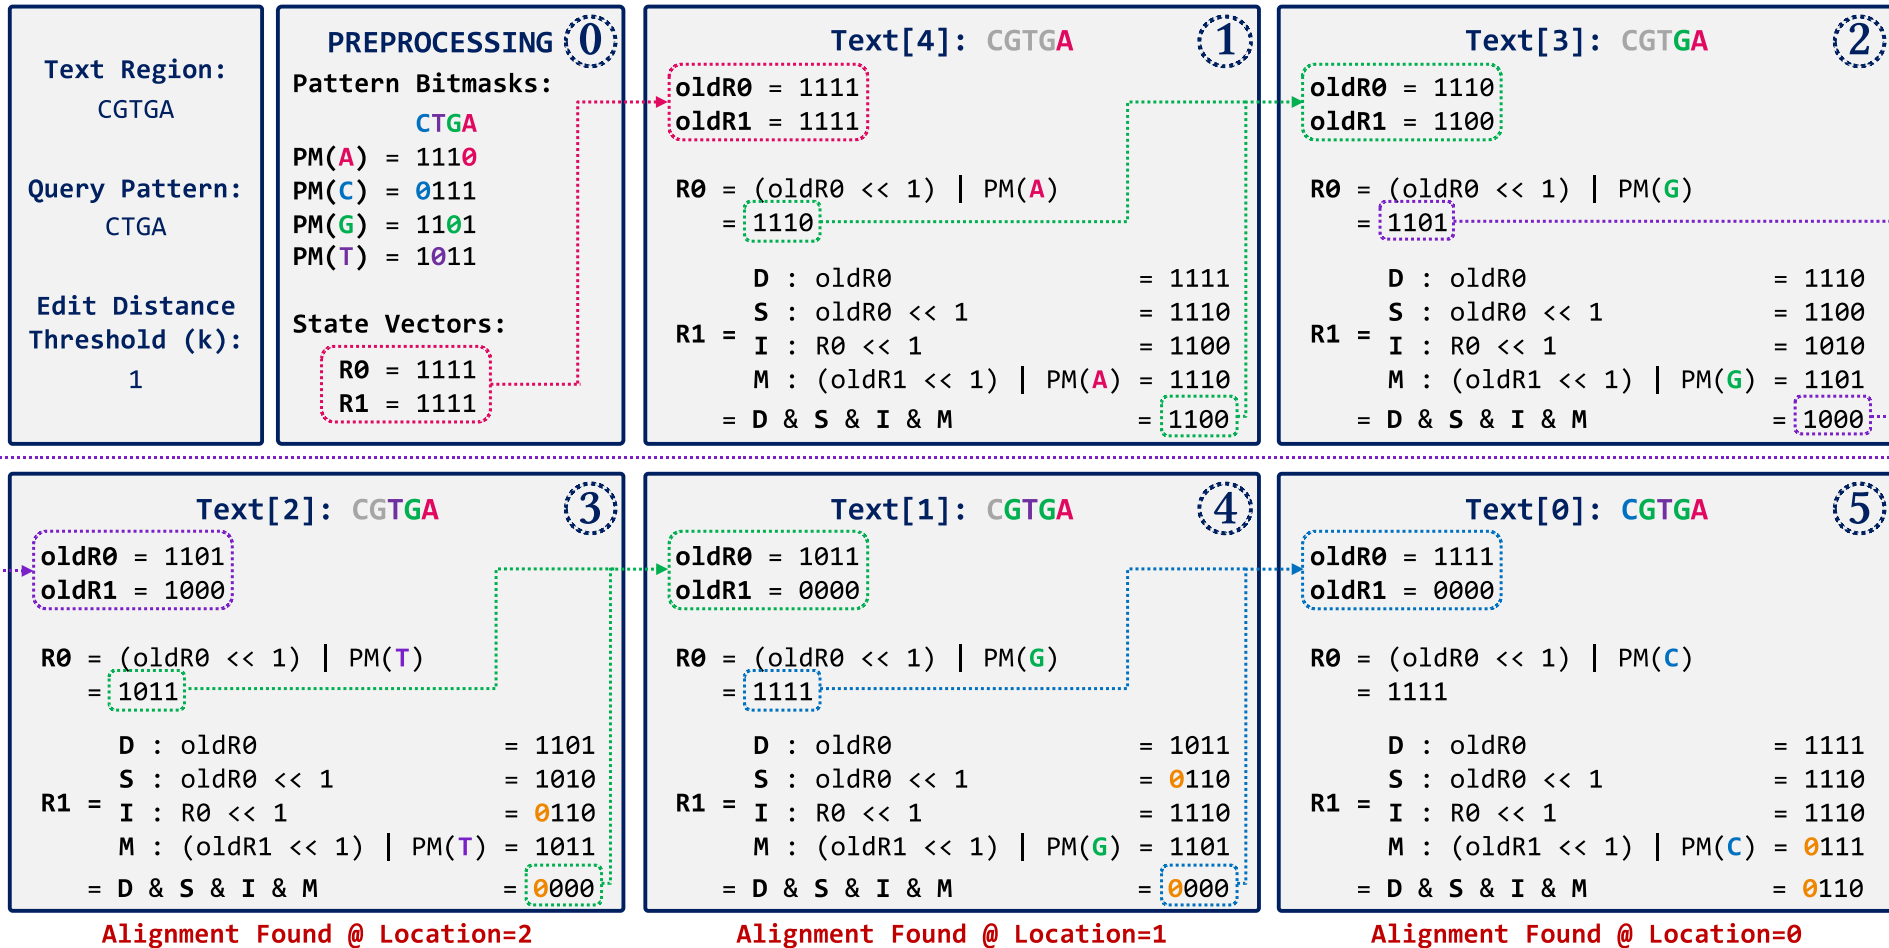 Text Region:
CGTGA
Query Pattern:
CTGA
Edit Distance
Threshold (k):
1
PREPROCESSING 0
Pattern Bitmasks:
CTGA
PM(A) = 1110
PM(C) = 0111
PM(G) = 1101
PM(T) = 1011
State Vectors:
R0 = 1111
R1 = 1111
Text[4]: CGTGA 1
oldR0 = 1111
oldR1 = 1111
R0 = (oldR0 << 1) | PM(A)
= 1110
D : oldR0 = 1111
S : oldR0 << 1 = 1110
R1 =
I : R0 << 1 = 1100
M : (oldR1 << 1) | PM(A) = 1110
= D & S & I & M = 1100
Text[3]: CGTGA 2
oldR0 = 1110
oldR1 = 1100
R0 = (oldR0 << 1) | PM(G)
= 1101
D : oldR0 = 1110
S : oldR0 << 1 = 1100
R1 =
I : R0 << 1 = 1010
M : (oldR1 << 1) | PM(G) = 1101
= D & S & I & M = 1000
Text[2]: CGTGA 3
oldR0 = 1101
oldR1 = 1000
R0 = (oldR0 << 1) | PM(T)
= 1011
D : oldR0 = 1101
S : oldR0 << 1 = 1010
R1 =
I : R0 << 1 = 0110
M : (oldR1 << 1) | PM(T) = 1011
= D & S & I & M = 0000
Alignment Found @ Location=2
Text[1]: CGTGA 4
oldR0 = 1011
oldR1 = 0000
R0 = (oldR0 << 1) | PM(G)
= 1111
D : oldR0 = 1011
S : oldR0 << 1 = 0110
R1 =
I : R0 << 1 = 1110
M : (oldR1 << 1) | PM(G) = 1101
= D & S & I & M = 0000
Alignment Found @ Location=1
Text[0]: CGTGA 5
oldR0 = 1111
oldR1 = 0000
R0 = (oldR0 << 1) | PM(C)
= 1111
D : oldR0 = 1111
S : oldR0 << 1 = 1110
R1 =
I : R0 << 1 = 1110
M : (oldR1 << 1) | PM(C) = 0111
= D & S & I & M = 0110
Alignment Found @ Location=0